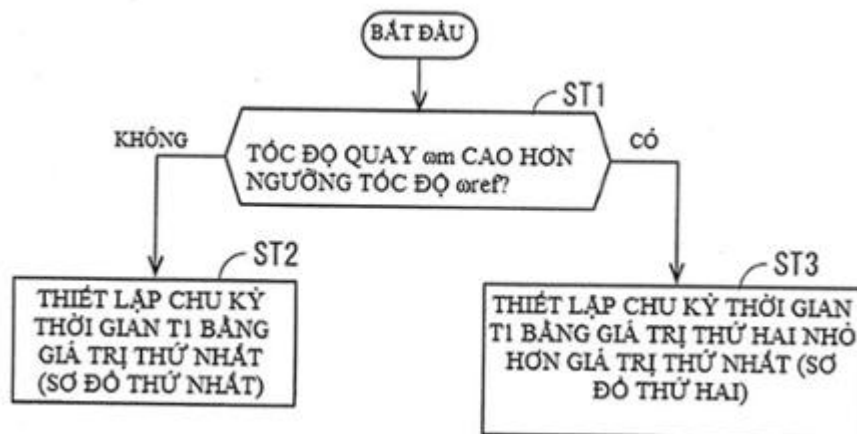 BẮT ĐẦU
ST1
KHÔNG
CÓ
TỐC ĐỘ QUAY ωm CAO HƠN
NGƯỠNG TỐC ĐỘ ωref?
ST2
THIẾT LẬP CHU KỲ
THỜI GIAN T1 BẰNG
GIÁ TRỊ THỨ NHẤT
(SƠ ĐỒ THỨ NHẤT)
ST3
THIẾT LẬP CHU KỲ THỜI GIAN
T1 BẰNG GIÁ TRỊ THỨ HAI NHỎ
HƠN GIÁ TRỊ THỨ NHẤT (SƠ
ĐỒ THỨ HAI)